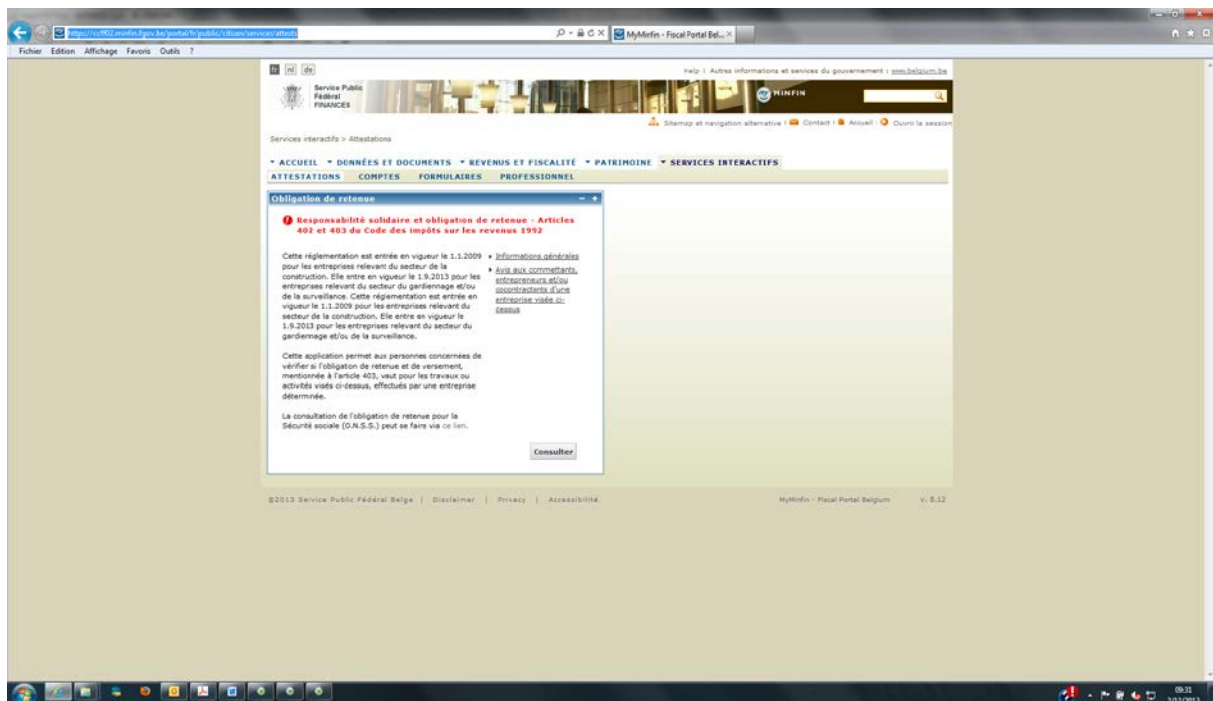 https://ccff02.minfin.fgov.be/portal/fr/public/citizen/services/attests
MyMinfin - Fiscal Portal Bel...
Fichier Edition Affichage Favoris Outils ?
fr nl de
Help | Autres informations et services du gouvernement : www.belgium.be
Service Public
Fédéral
FINANCES
my MINFIN
Sitemap et navigation alternative | Contact | Accueil | Ouvrir la session
Services interactifs > Attestations
ACCUEIL DONNÉES ET DOCUMENTS REVENUS ET FISCALITÉ PATRIMOINE SERVICES INTERACTIFS
ATTESTATIONS COMPTES FORMULAIRES PROFESSIONNEL
Obligation de retenue
Responsabilité solidaire et obligation de retenue - Articles
402 et 403 du Code des impôts sur les revenus 1992
Cette réglementation est entrée en vigueur le 1.1.2009
pour les entreprises relevant du secteur de la
construction. Elle entre en vigueur le 1.9.2013 pour les
entreprises relevant du secteur du gardiennage et/ou
de la surveillance. Cette réglementation est entrée en
vigueur le 1.1.2009 pour les entreprises relevant du
secteur de la construction. Elle entre en vigueur le
1.9.2013 pour les entreprises relevant du secteur du
gardiennage et/ou de la surveillance.
Informations générales
Avis aux commettants,
entrepreneurs et/ou
cocontractants d'une
entreprise visée ci-
dessus
Cette application permet aux personnes concernées de
vérifier si l'obligation de retenue et de versement,
mentionnée à l'article 403, vaut pour les travaux ou
activités visés ci-dessus, effectués par une entreprise
déterminée.
La consultation de l'obligation de retenue pour la
Sécurité sociale (O.N.S.S.) peut se faire via ce lien.
Consulter
©2013 Service Public Fédéral Belge | Disclaimer | Privacy | Accessibilité
MyMinfin - Fiscal Portal Belgium v. 8.12
09:31